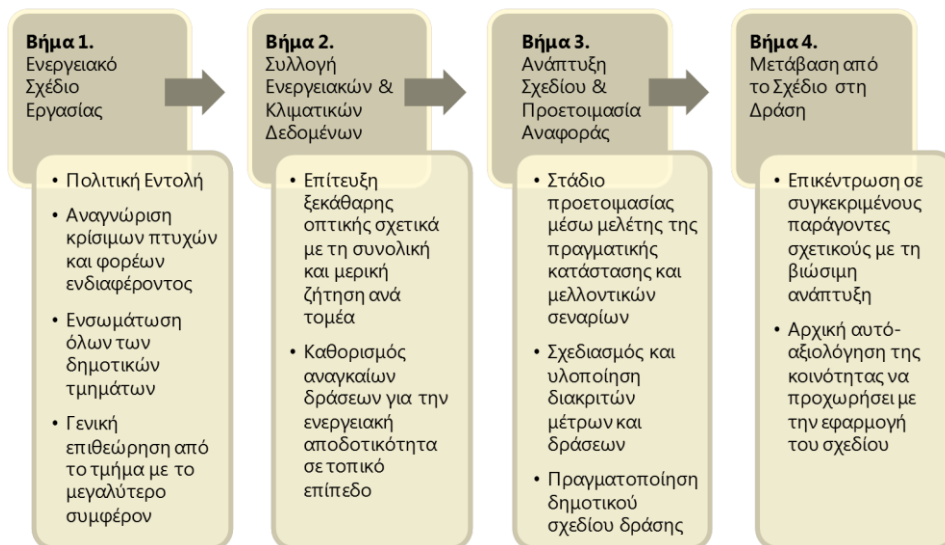 Βήμα 1.
Ενεργειακό
Σχέδιο
Εργασίας
• Πολιτική Εντολή
• Αναγνώριση
κρίσιμων πτυχών
και φορέων
ενδιαφέροντος
• Ενσωμάτωση
όλων των
δημοτικών
τμημάτων
• Γενική
επιθεώρηση από
το τμήμα με το
μεγαλύτερο
συμφέρον
Βήμα 2.
Συλλογή
Ενεργειακών &
Κλιματικών
Δεδομένων
• Επίτευξη
ξεκάθαρης
οπτικής σχετικά
με τη συνολική
και μερική
ζήτηση ανά
τομέα
• Καθορισμός
αναγκαίων
δράσεων για την
ενεργειακή
αποδοτικότητα
σε τοπικό
επίπεδο
Βήμα 3.
Ανάπτυξη
Σχεδίου &
Προετοιμασία
Αναφοράς
• Στάδιο
προετοιμασίας
μέσω μελέτης της
πραγματικής
κατάστασης και
μελλοντικών
σεναρίων
• Σχεδιασμός και
υλοποίηση
διακριτών
μέτρων και
δράσεων
• Πραγματοποίηση
δημοτικού
σχεδίου δράσης
Βήμα 4.
Μετάβαση από
το Σχέδιο στη
Δράση
• Επικέντρωση σε
συγκεκριμένους
παράγοντες
σχετικούς με τη
βιώσιμη
ανάπτυξη
• Αρχική αυτό-
αξιολόγηση της
κοινότητας να
προχωρήσει με
την εφαρμογή
του σχεδίου